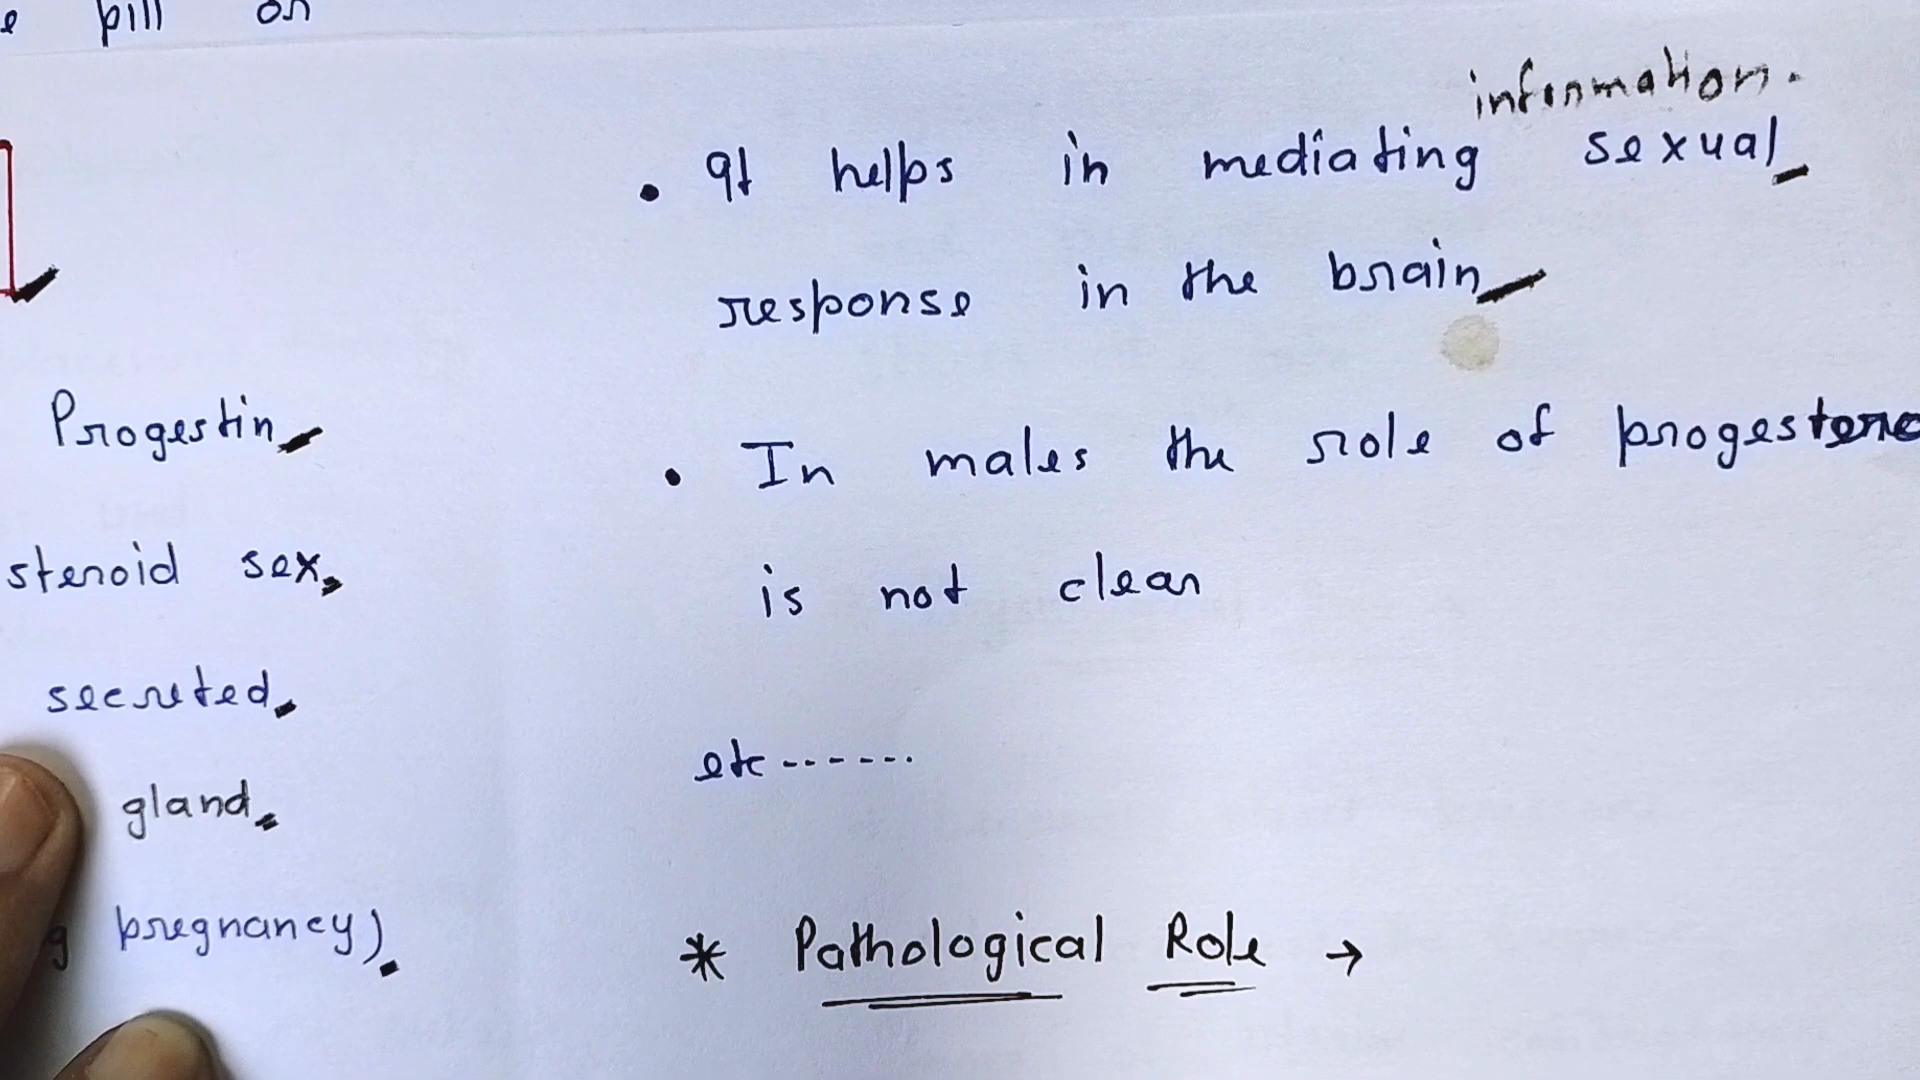 pill on
information.
• It helps in mediating sexual
response in the brain
• In males the role of progesterone
is not clear
etc------
* Pathological Role →
Progestin
steroid sex
secreted
gland
pregnancy)